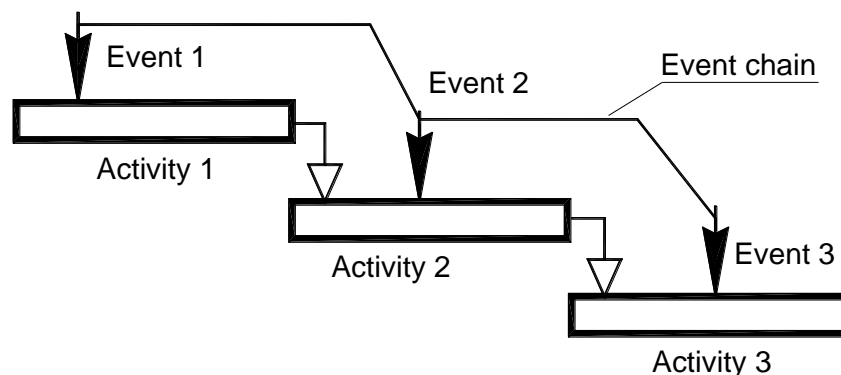 Event 1
Event 2
Event chain
Activity 1
Activity 2
Event 3
Activity 3